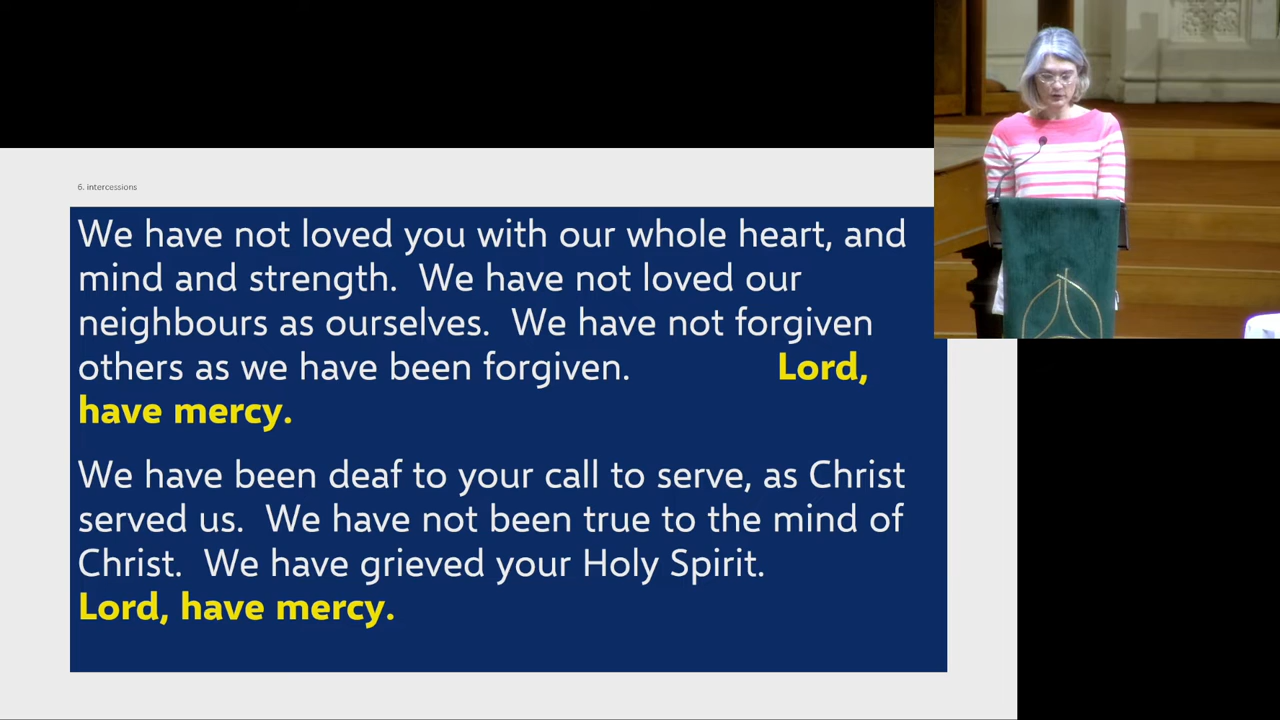 6. intercessions
We have not loved you with our whole heart, and
mind and strength.  We have not loved our
neighbours as ourselves.  We have not forgiven
others as we have been forgiven. Lord,
have mercy.
We have been deaf to your call to serve, as Christ
served us.  We have not been true to the mind of
Christ.  We have grieved your Holy Spirit.
Lord, have mercy.